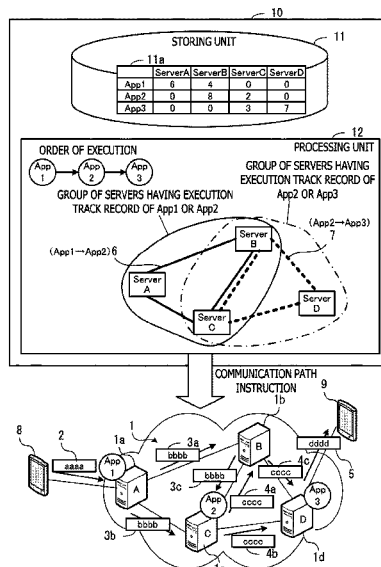 10
STORING UNIT
11
11a
ServerA ServerB ServerC ServerD
App1 6 4 0 0
App2 0 8 2 0
App3 0 0 3 7
12
PROCESSING UNIT
ORDER OF EXECUTION
App 1
App 2
App 3
GROUP OF SERVERS HAVING EXECUTION TRACK RECORD OF App2 OR App3
GROUP OF SERVERS HAVING EXECUTION TRACK RECORD OF App1 OR App2
(App1→App2) 6
(App2→App3)
7
Server A
Server B
Server C
Server D
COMMUNICATION PATH INSTRUCTION
9
8
2
aaaa
1a
App 1
A
1
3a
bbbb
1b
B
dddd
5
3c
bbbb
4a
cccc
4c
cccc
App 2
App 3
3b
bbbb
C
cccc
4b
D
1d